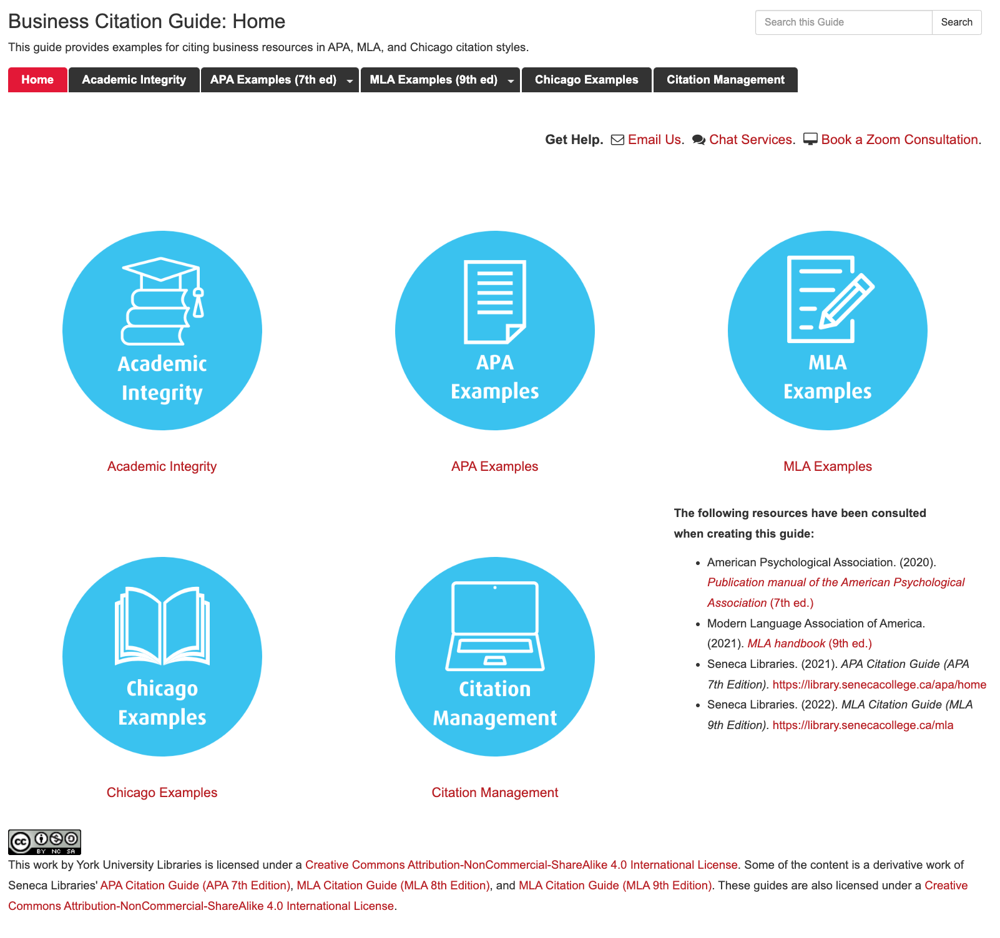 Business Citation Guide: Home
Search this Guide
Search
This guide provides examples for citing business resources in APA, MLA, and Chicago citation styles.
Home
Academic Integrity
APA Examples (7th ed)
MLA Examples (9th ed)
Chicago Examples
Citation Management
Get Help. Email Us. Chat Services. Book a Zoom Consultation.
Academic
Integrity
APA
Examples
MLA
Examples
Academic Integrity
APA Examples
MLA Examples
Chicago
Examples
Citation
Management
Chicago Examples
Citation Management
The following resources have been consulted
when creating this guide:
• American Psychological Association. (2020).
Publication manual of the American Psychological
Association (7th ed.)
• Modern Language Association of America.
(2021). MLA handbook (9th ed.)
• Seneca Libraries. (2021). APA Citation Guide (APA
7th Edition). https://library.senecacollege.ca/apa/home
• Seneca Libraries. (2022). MLA Citation Guide (MLA
9th Edition). https://library.senecacollege.ca/mla
cc
BY NC SA
This work by York University Libraries is licensed under a Creative Commons Attribution-NonCommercial-ShareAlike 4.0 International License. Some of the content is a derivative work of
Seneca Libraries' APA Citation Guide (APA 7th Edition), MLA Citation Guide (MLA 8th Edition), and MLA Citation Guide (MLA 9th Edition). These guides are also licensed under a Creative
Commons Attribution-NonCommercial-ShareAlike 4.0 International License.